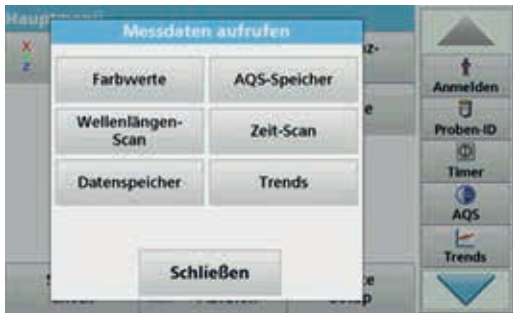 Messdaten aufrufen
Farbwerte
AQS-Speicher
Wellenlängen-
Scan
Zeit-Scan
Datenspeicher
Trends
Schließen
Anmelden
Proben-ID
Timer
AQS
Trends